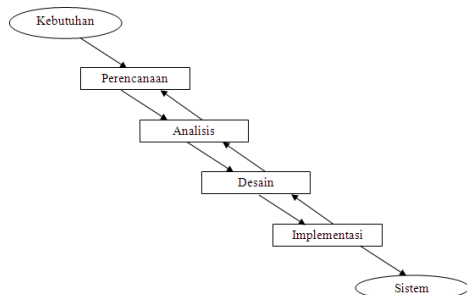 Kebutuhan
Perencanaan
Analisis
Desain
Implementasi
Sistem